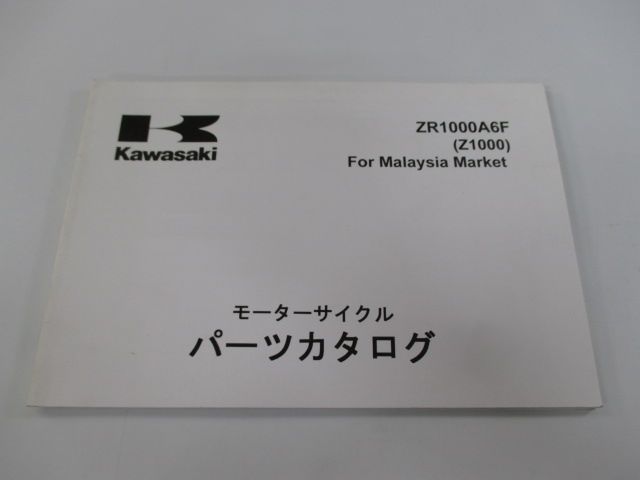 Kawasaki
ZR1000A6F
(Z1000)
For Malaysia Market
モーターサイクル
パーツカタログ